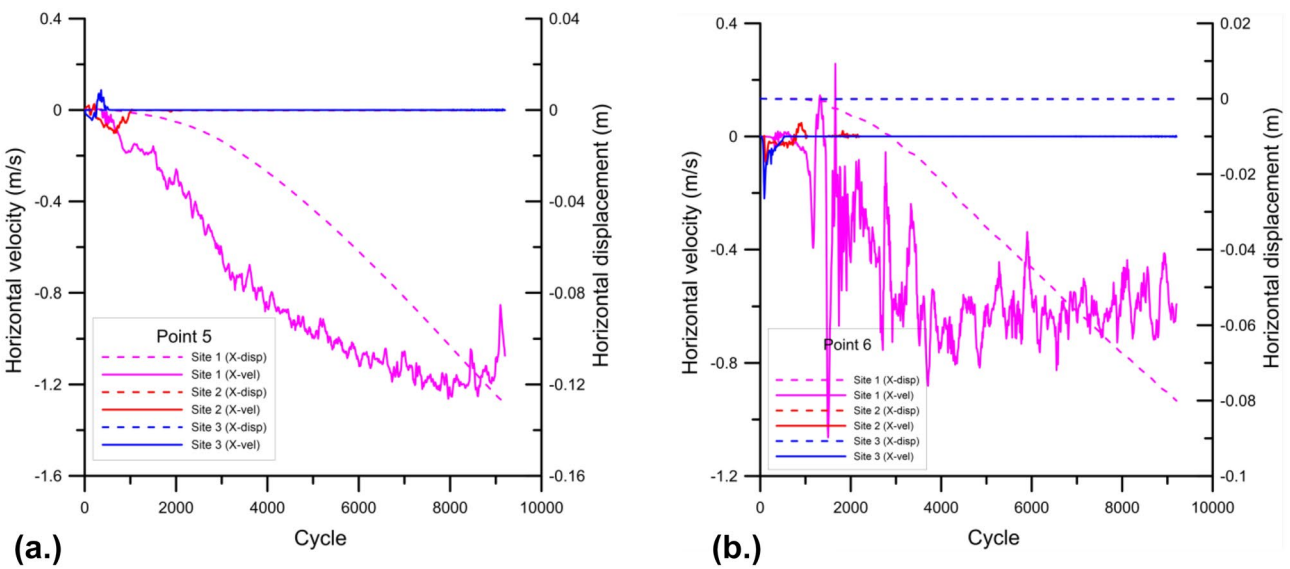 0.4
0
-0.4
-0.8
-1.2
-1.6
Horizontal velocity (m/s)
0.04
0
-0.04
-0.08
-0.12
-0.16
Horizontal displacement (m)
Point 5
Site 1 (X-disp)
Site 1 (X-vel)
Site 2 (X-disp)
Site 2 (X-vel)
Site 3 (X-disp)
Site 3 (X-vel)
0 2000 4000 6000 8000 10000
Cycle
(a.)
0.4
0
-0.4
-0.8
-1.2
Horizontal velocity (m/s)
0.02
0
-0.02
-0.04
-0.06
-0.08
-0.1
Horizontal displacement (m)
Point 6
Site 1 (X-disp)
Site 1 (X-vel)
Site 2 (X-disp)
Site 2 (X-vel)
Site 3 (X-disp)
Site 3 (X-vel)
0 2000 4000 6000 8000 10000
Cycle
(b.)